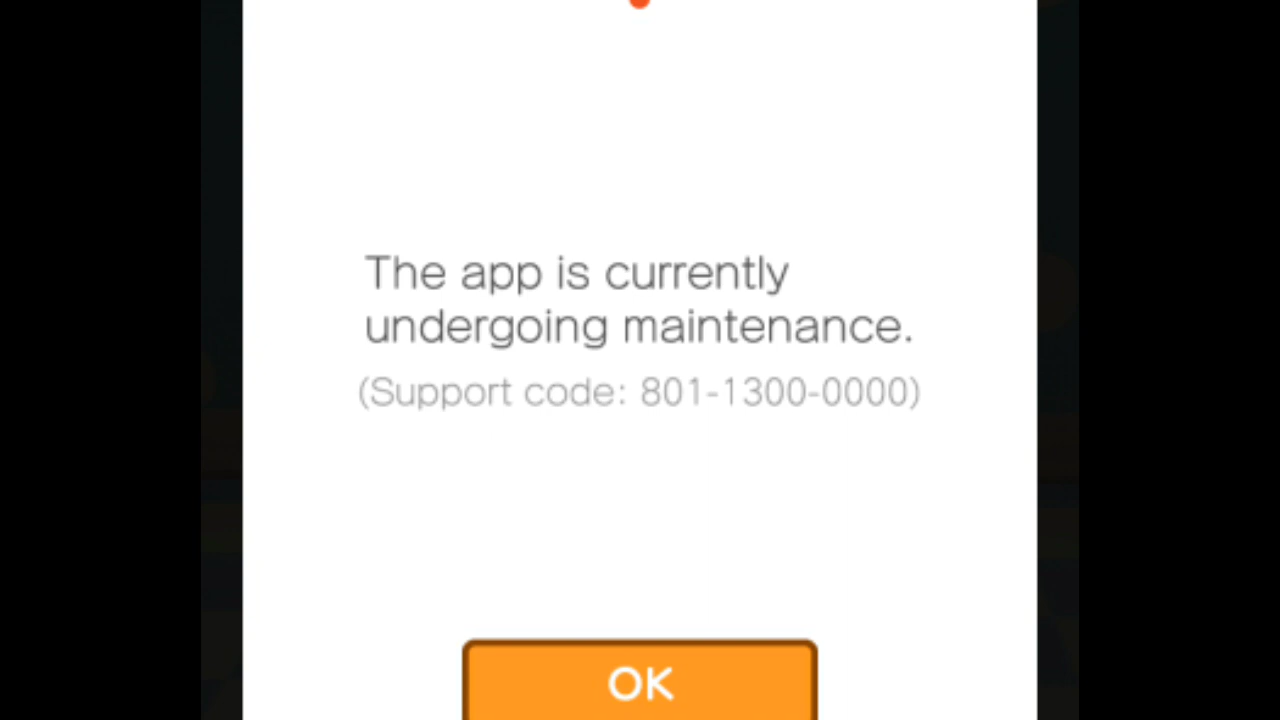 The app is currently
undergoing maintenance.
(Support code: 801-1300-0000)
OK